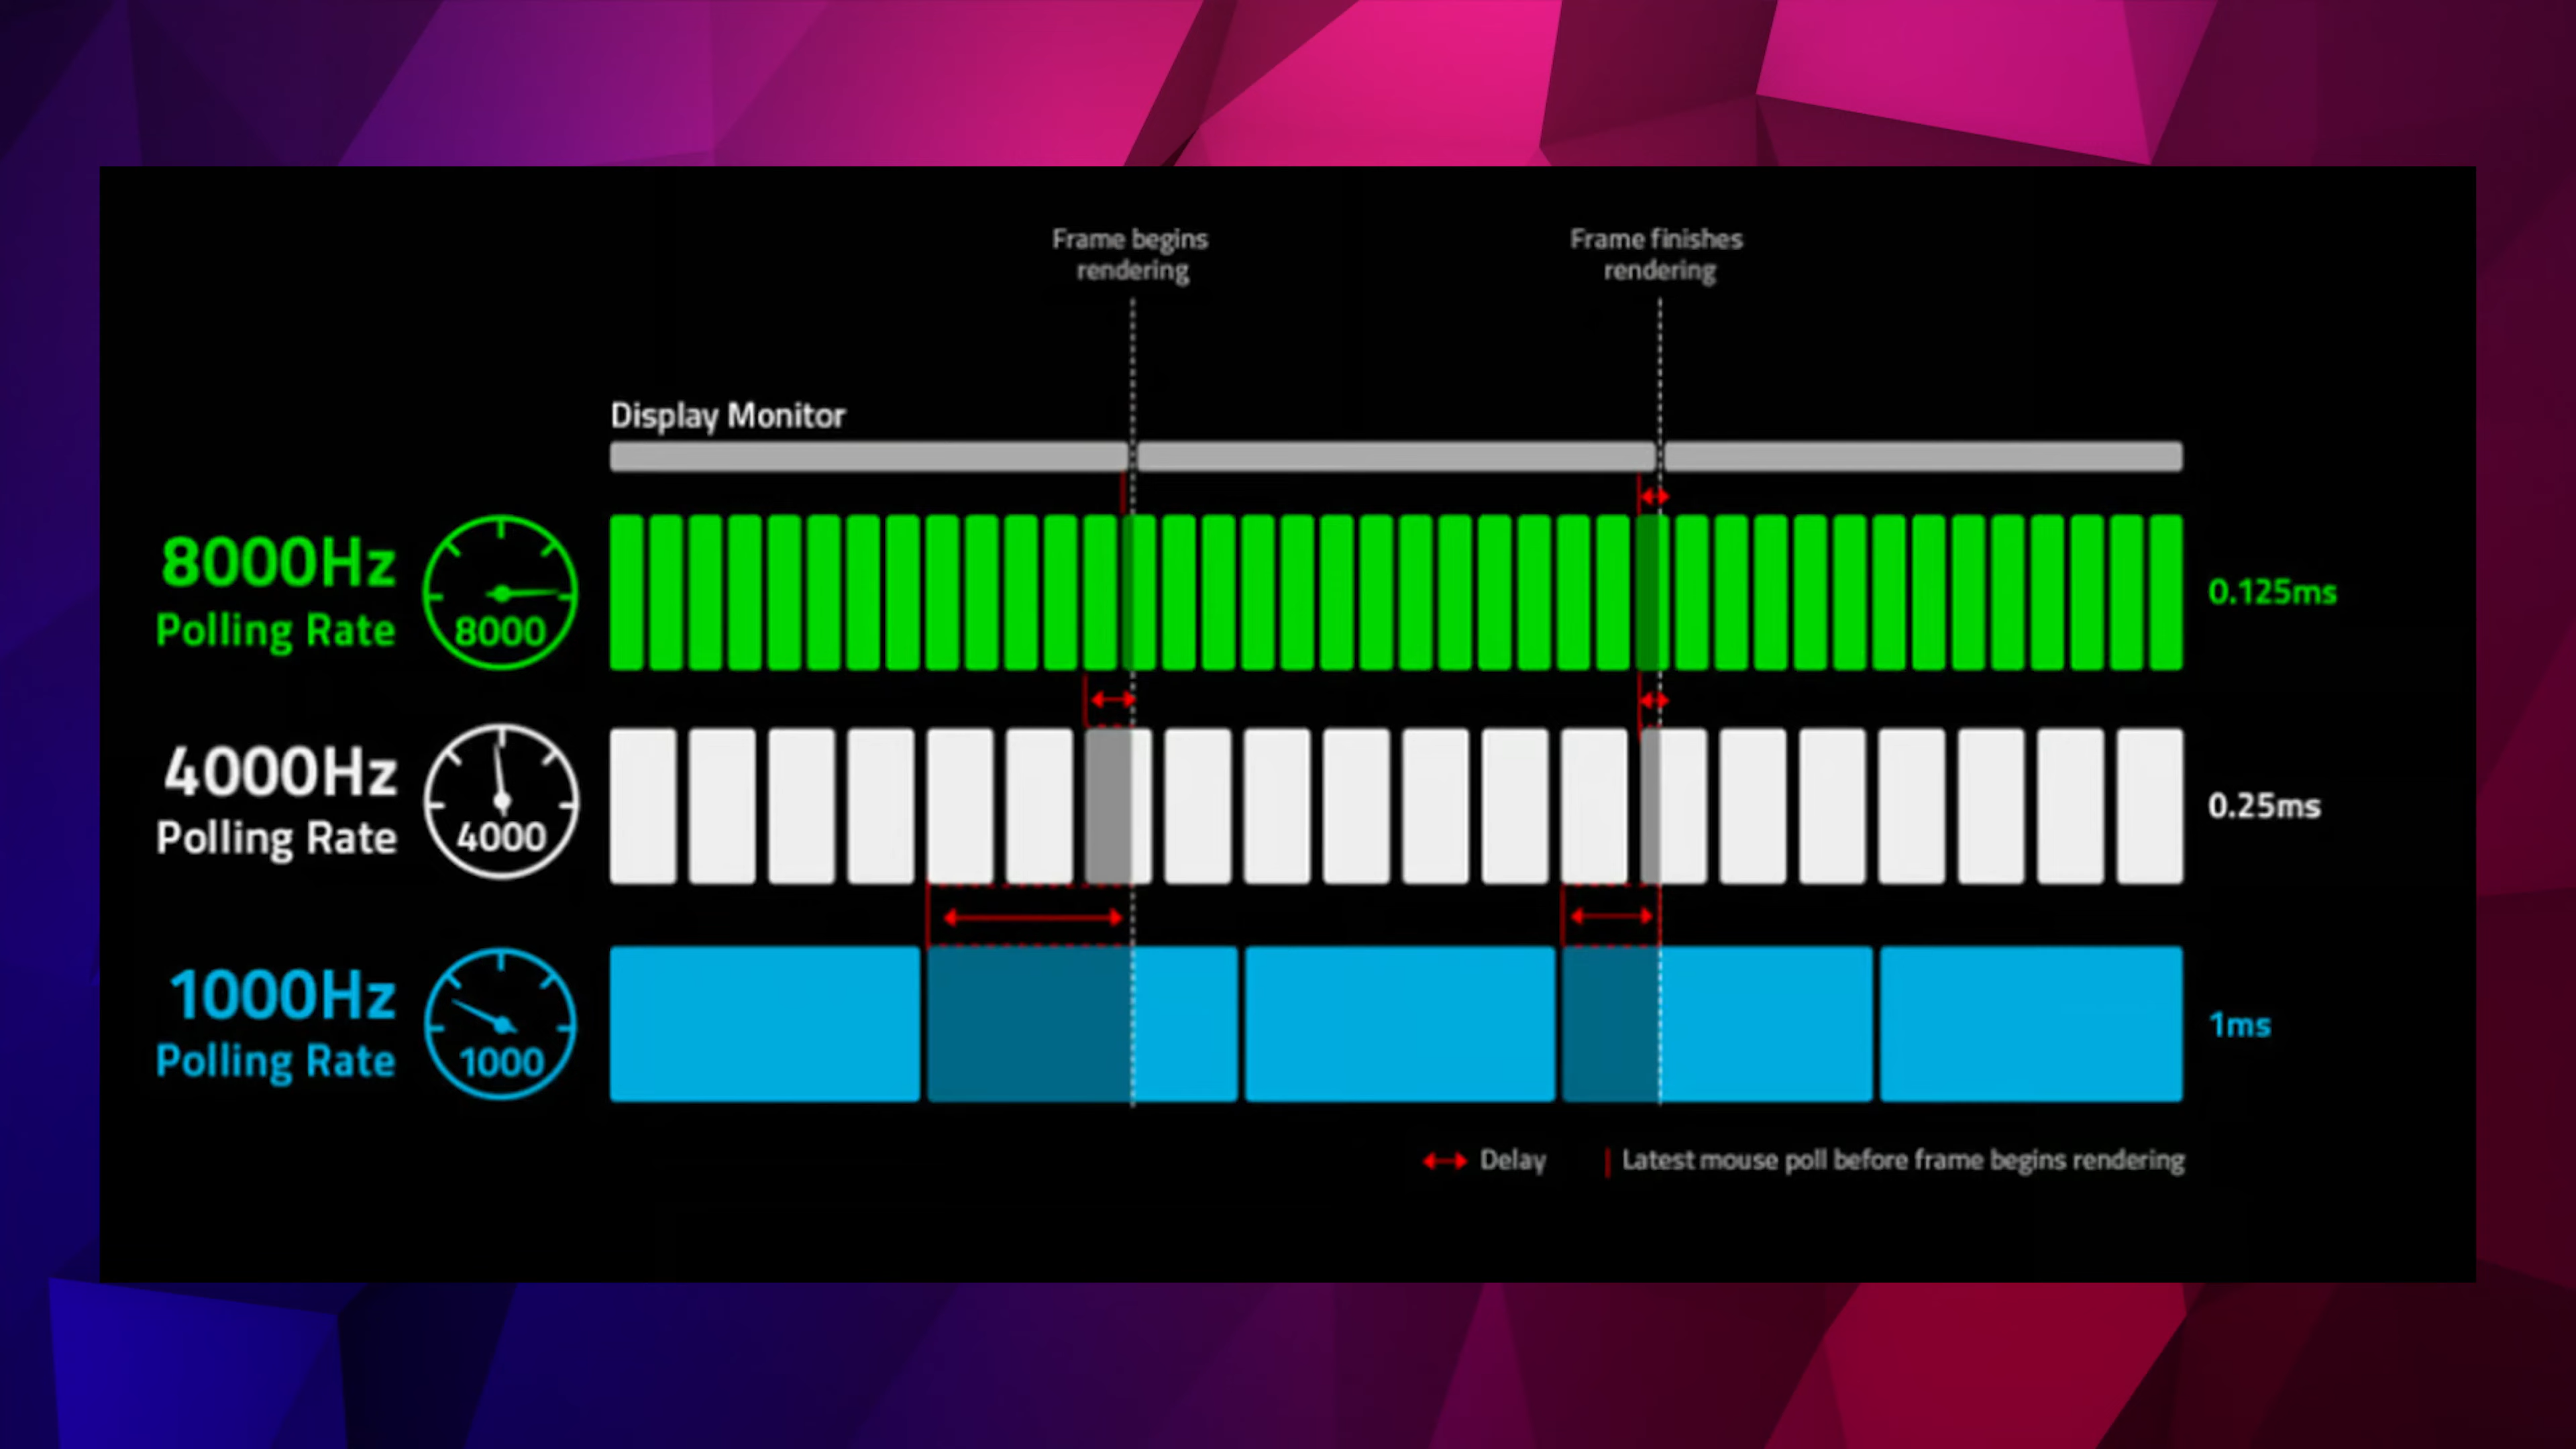 Frame begins
rendering
Frame finishes
rendering
Display Monitor
8000Hz
Polling Rate
8000
0.125ms
4000Hz
Polling Rate
4000
0.25ms
1000Hz
Polling Rate
1000
1ms
Delay
Latest mouse poll before frame begins rendering